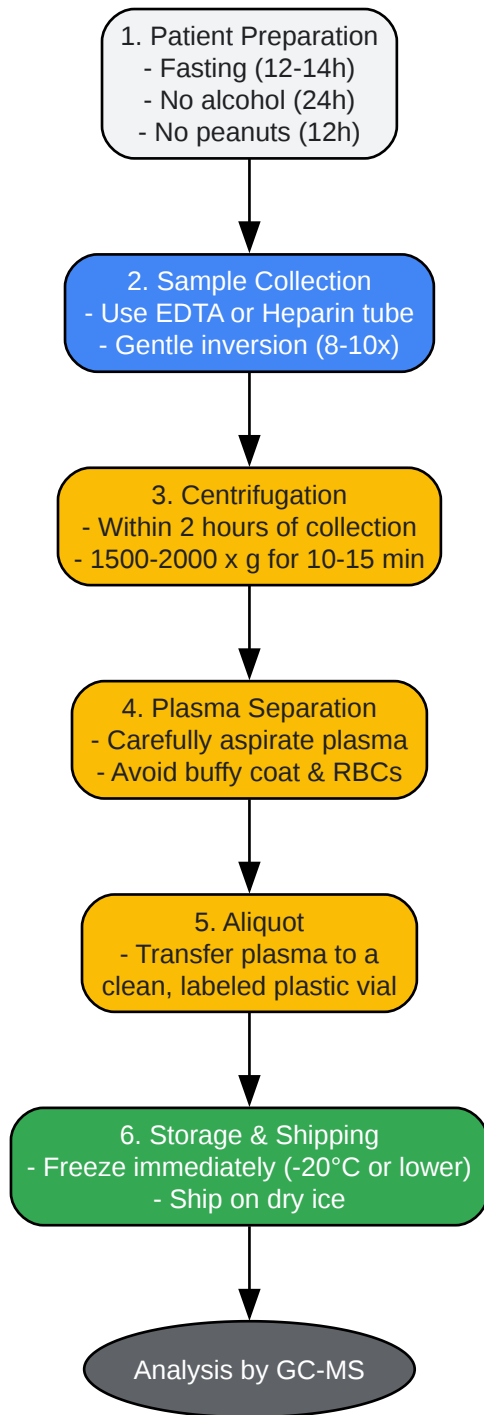 1. Patient Preparation
- Fasting (12-14h)
- No alcohol (24h)
- No peanuts (12h)
2. Sample Collection
- Use EDTA or Heparin tube
- Gentle inversion (8-10x)
3. Centrifugation
- Within 2 hours of collection
- 1500-2000 x g for 10-15 min
4. Plasma Separation
- Carefully aspirate plasma
- Avoid buffy coat & RBCs
5. Aliquot
- Transfer plasma to a
clean, labeled plastic vial
6. Storage & Shipping
- Freeze immediately (-20°C or lower)
- Ship on dry ice
Analysis by GC-MS